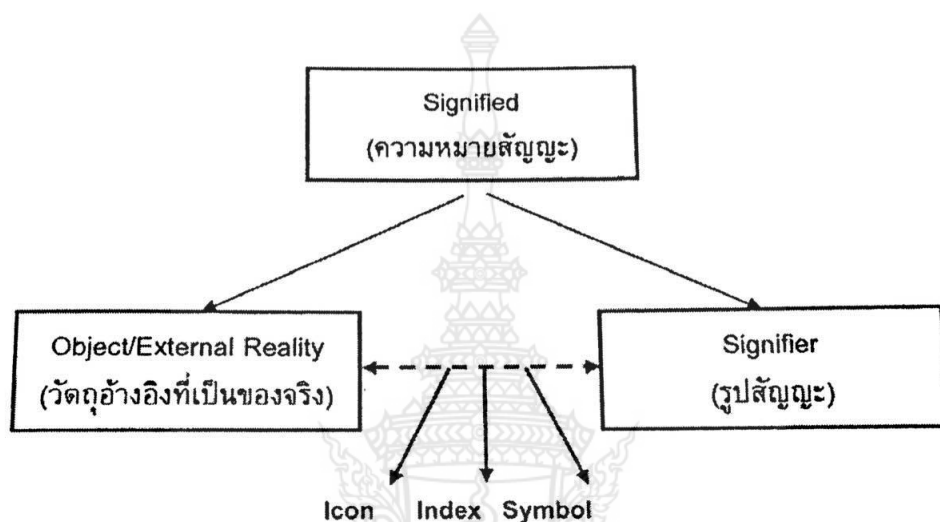 Signified
(ความหมายสัญญะ)
Object/External Reality
(วัตถุอ้างอิงที่เป็นของจริง)
Signifier
(รูปสัญญะ)
Icon Index Symbol